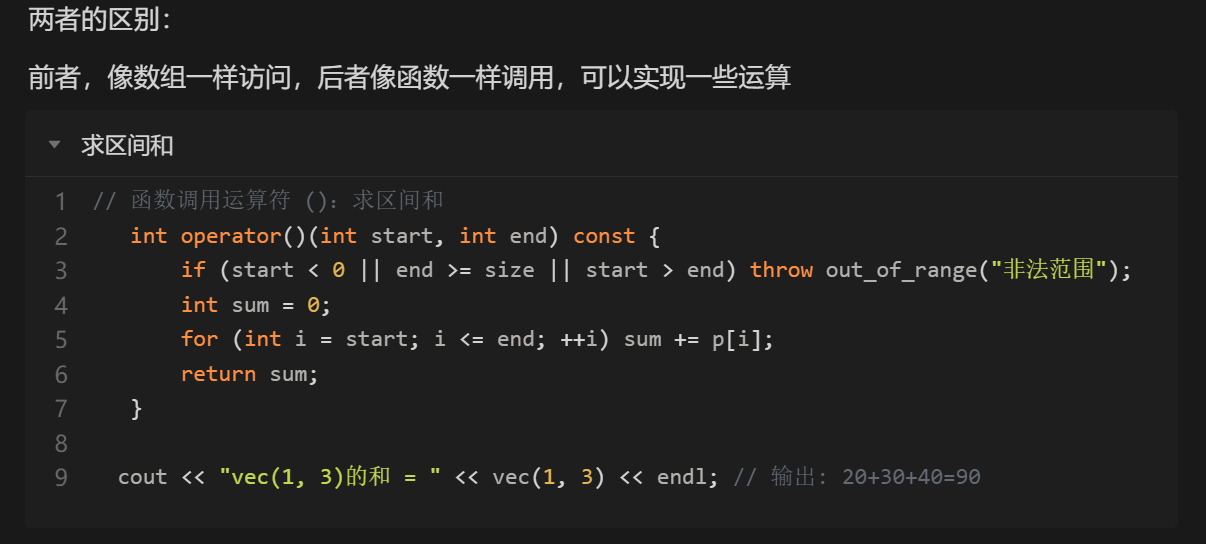 两者的区别：
前者，像数组一样访问，后者像函数一样调用，可以实现一些运算
求区间和
1 // 函数调用运算符 ()：求区间和
2 int operator()(int start, int end) const {
3 if (start < 0 || end >= size || start > end) throw out_of_range("非法范围");
4 int sum = 0;
5 for (int i = start; i <= end; ++i) sum += p[i];
6 return sum;
7 }
8
9 cout << "vec(1, 3)的和 = " << vec(1, 3) << endl; // 输出: 20+30+40=90